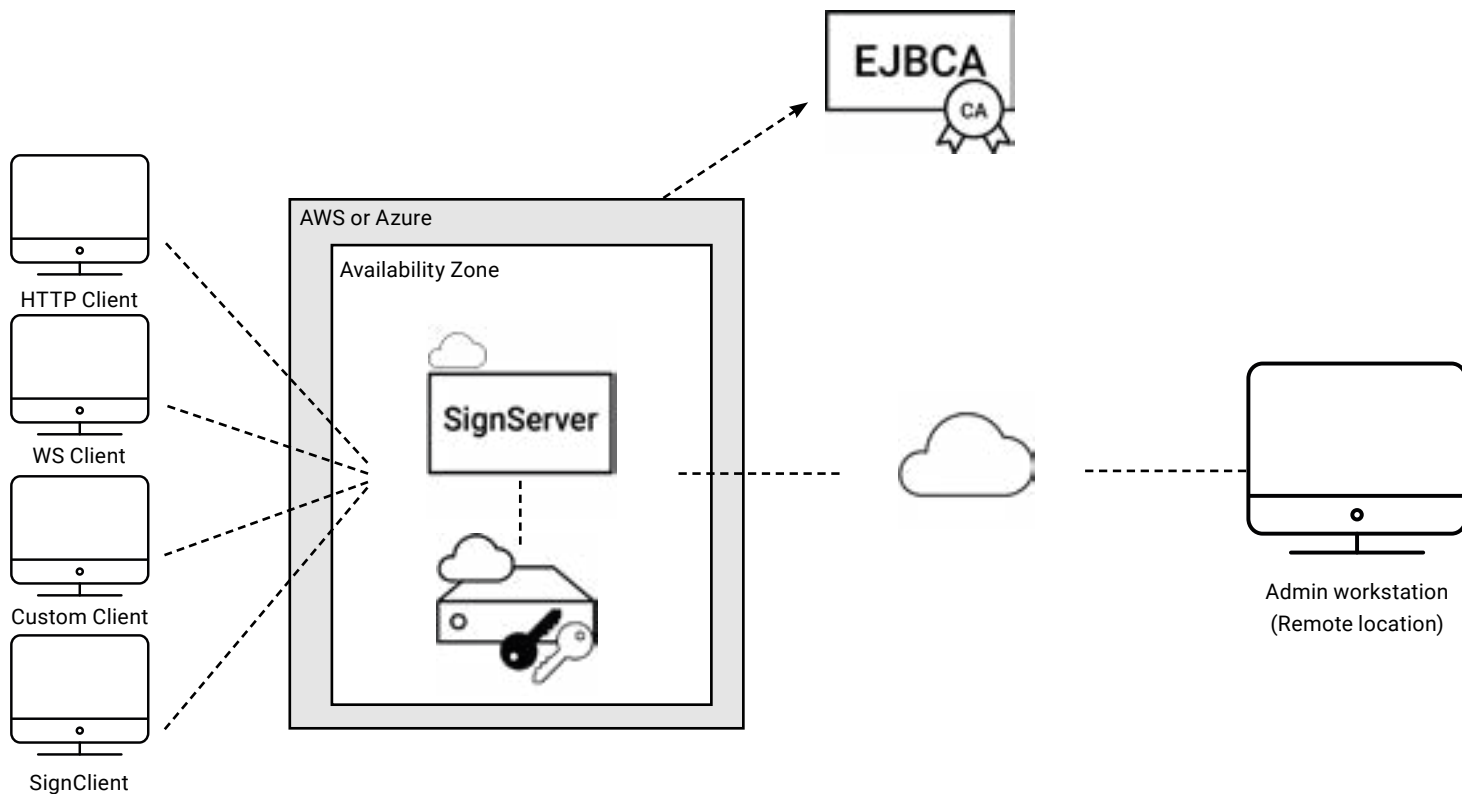 EJBCA
CA
AWS or Azure
Availability Zone
HTTP Client
SignServer
WS Client
Custom Client
SignClient
Admin workstation
(Remote location)